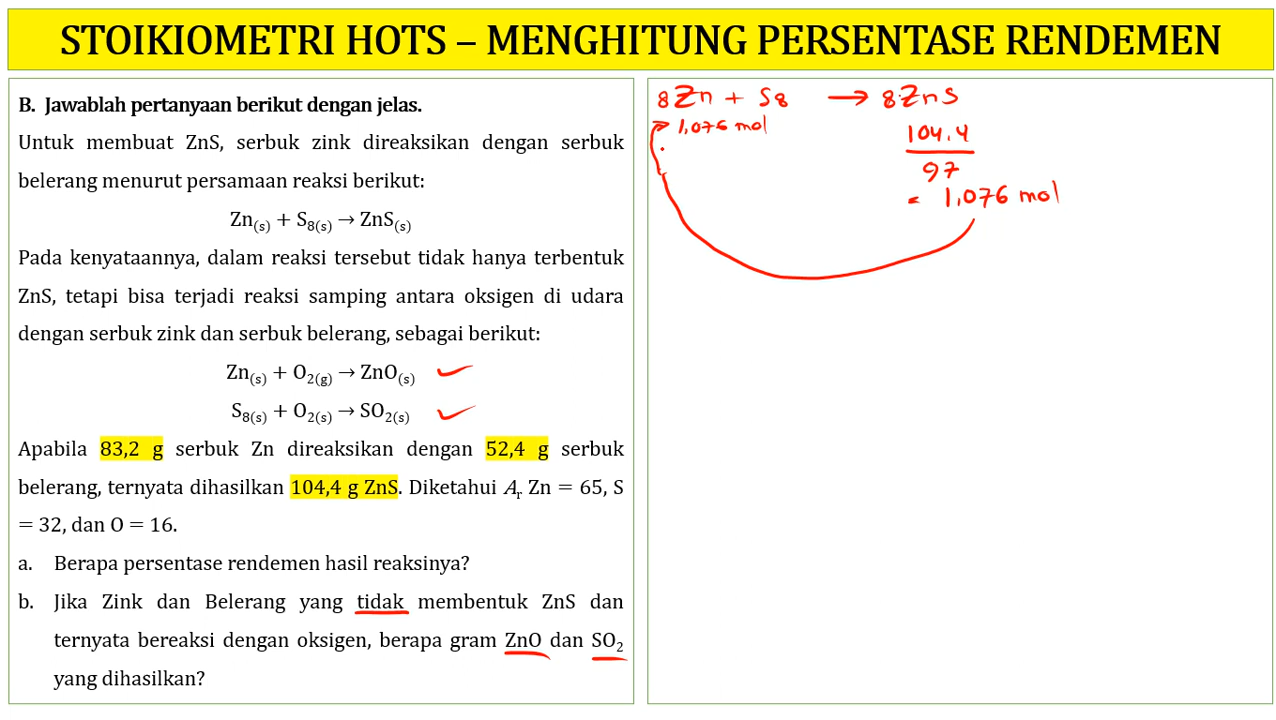 STOIKIOMETRI HOTS – MENGHITUNG PERSENTASE RENDEMEN
B. Jawablah pertanyaan berikut dengan jelas.
Untuk membuat ZnS, serbuk zink direaksikan dengan serbuk
belerang menurut persamaan reaksi berikut:
Zn(s) + S8(s) → ZnS(s)
Pada kenyataannya, dalam reaksi tersebut tidak hanya terbentuk
ZnS, tetapi bisa terjadi reaksi samping antara oksigen di udara
dengan serbuk zink dan serbuk belerang, sebagai berikut:
Zn(s) + O2(g) → ZnO(s)
S8(s) + O2(s) → SO2(s)
Apabila 83,2 g serbuk Zn direaksikan dengan 52,4 g serbuk
belerang, ternyata dihasilkan 104,4 g ZnS. Diketahui Ar Zn = 65, S
= 32, dan O = 16.
a. Berapa persentase rendemen hasil reaksinya?
b. Jika Zink dan Belerang yang tidak membentuk ZnS dan
ternyata bereaksi dengan oksigen, berapa gram ZnO dan SO2
yang dihasilkan?
8Zn + S8 → 8ZnS
1,076 mol
104.4
97
= 1,076 mol